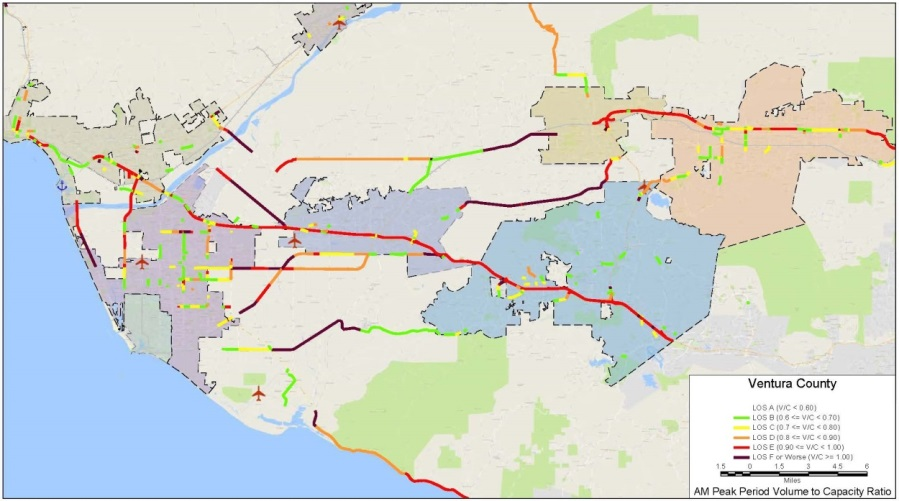 Ventura County
LOS A (V/C < 0.60)
LOS B (0.6 <= V/C < 0.70)
LOS C (0.7 <= V/C < 0.80)
LOS D (0.8 <= V/C < 0.90)
LOS E (0.90 <= V/C < 1.00)
LOS F or Worse (V/C >= 1.00)
1.5 0 1.5 3 4.5 6
Miles
AM Peak Period Volume to Capacity Ratio